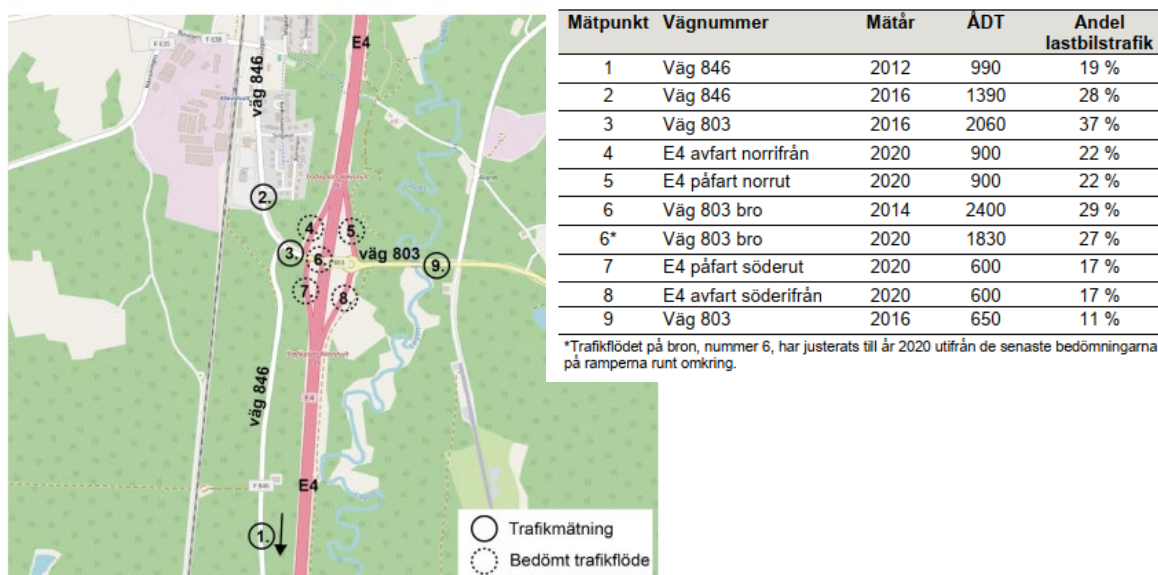 F 635
F 638
väg 846
E4
2.
4.
5.
3.
6.
803
väg 803
9.
7.
8.
väg 846
E 4
F 846
E4
1.
Trafikmätning
Bedömt trafikflöde
Mätpunkt Vägnummer Mätår ÅDT Andel
lastbilstrafik
1 Väg 846 2012 990 19 %
2 Väg 846 2016 1390 28 %
3 Väg 803 2016 2060 37 %
4 E4 avfart norrifrån 2020 900 22 %
5 E4 påfart norrut 2020 900 22 %
6 Väg 803 bro 2014 2400 29 %
6* Väg 803 bro 2020 1830 27 %
7 E4 påfart söderut 2020 600 17 %
8 E4 avfart söderifrån 2020 600 17 %
9 Väg 803 2016 650 11 %
*Trafikflödet på bron, nummer 6, har justerats till år 2020 utifrån de senaste bedömningarna
på ramperna runt omkring.